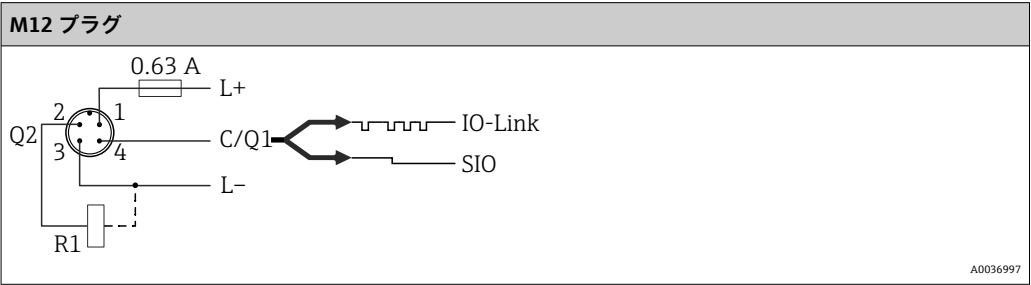 M12 プラグ
0.63 A
L+
2 1
Q2
3 4
C/Q1
IO-Link
SIO
L−
R1
A0036997